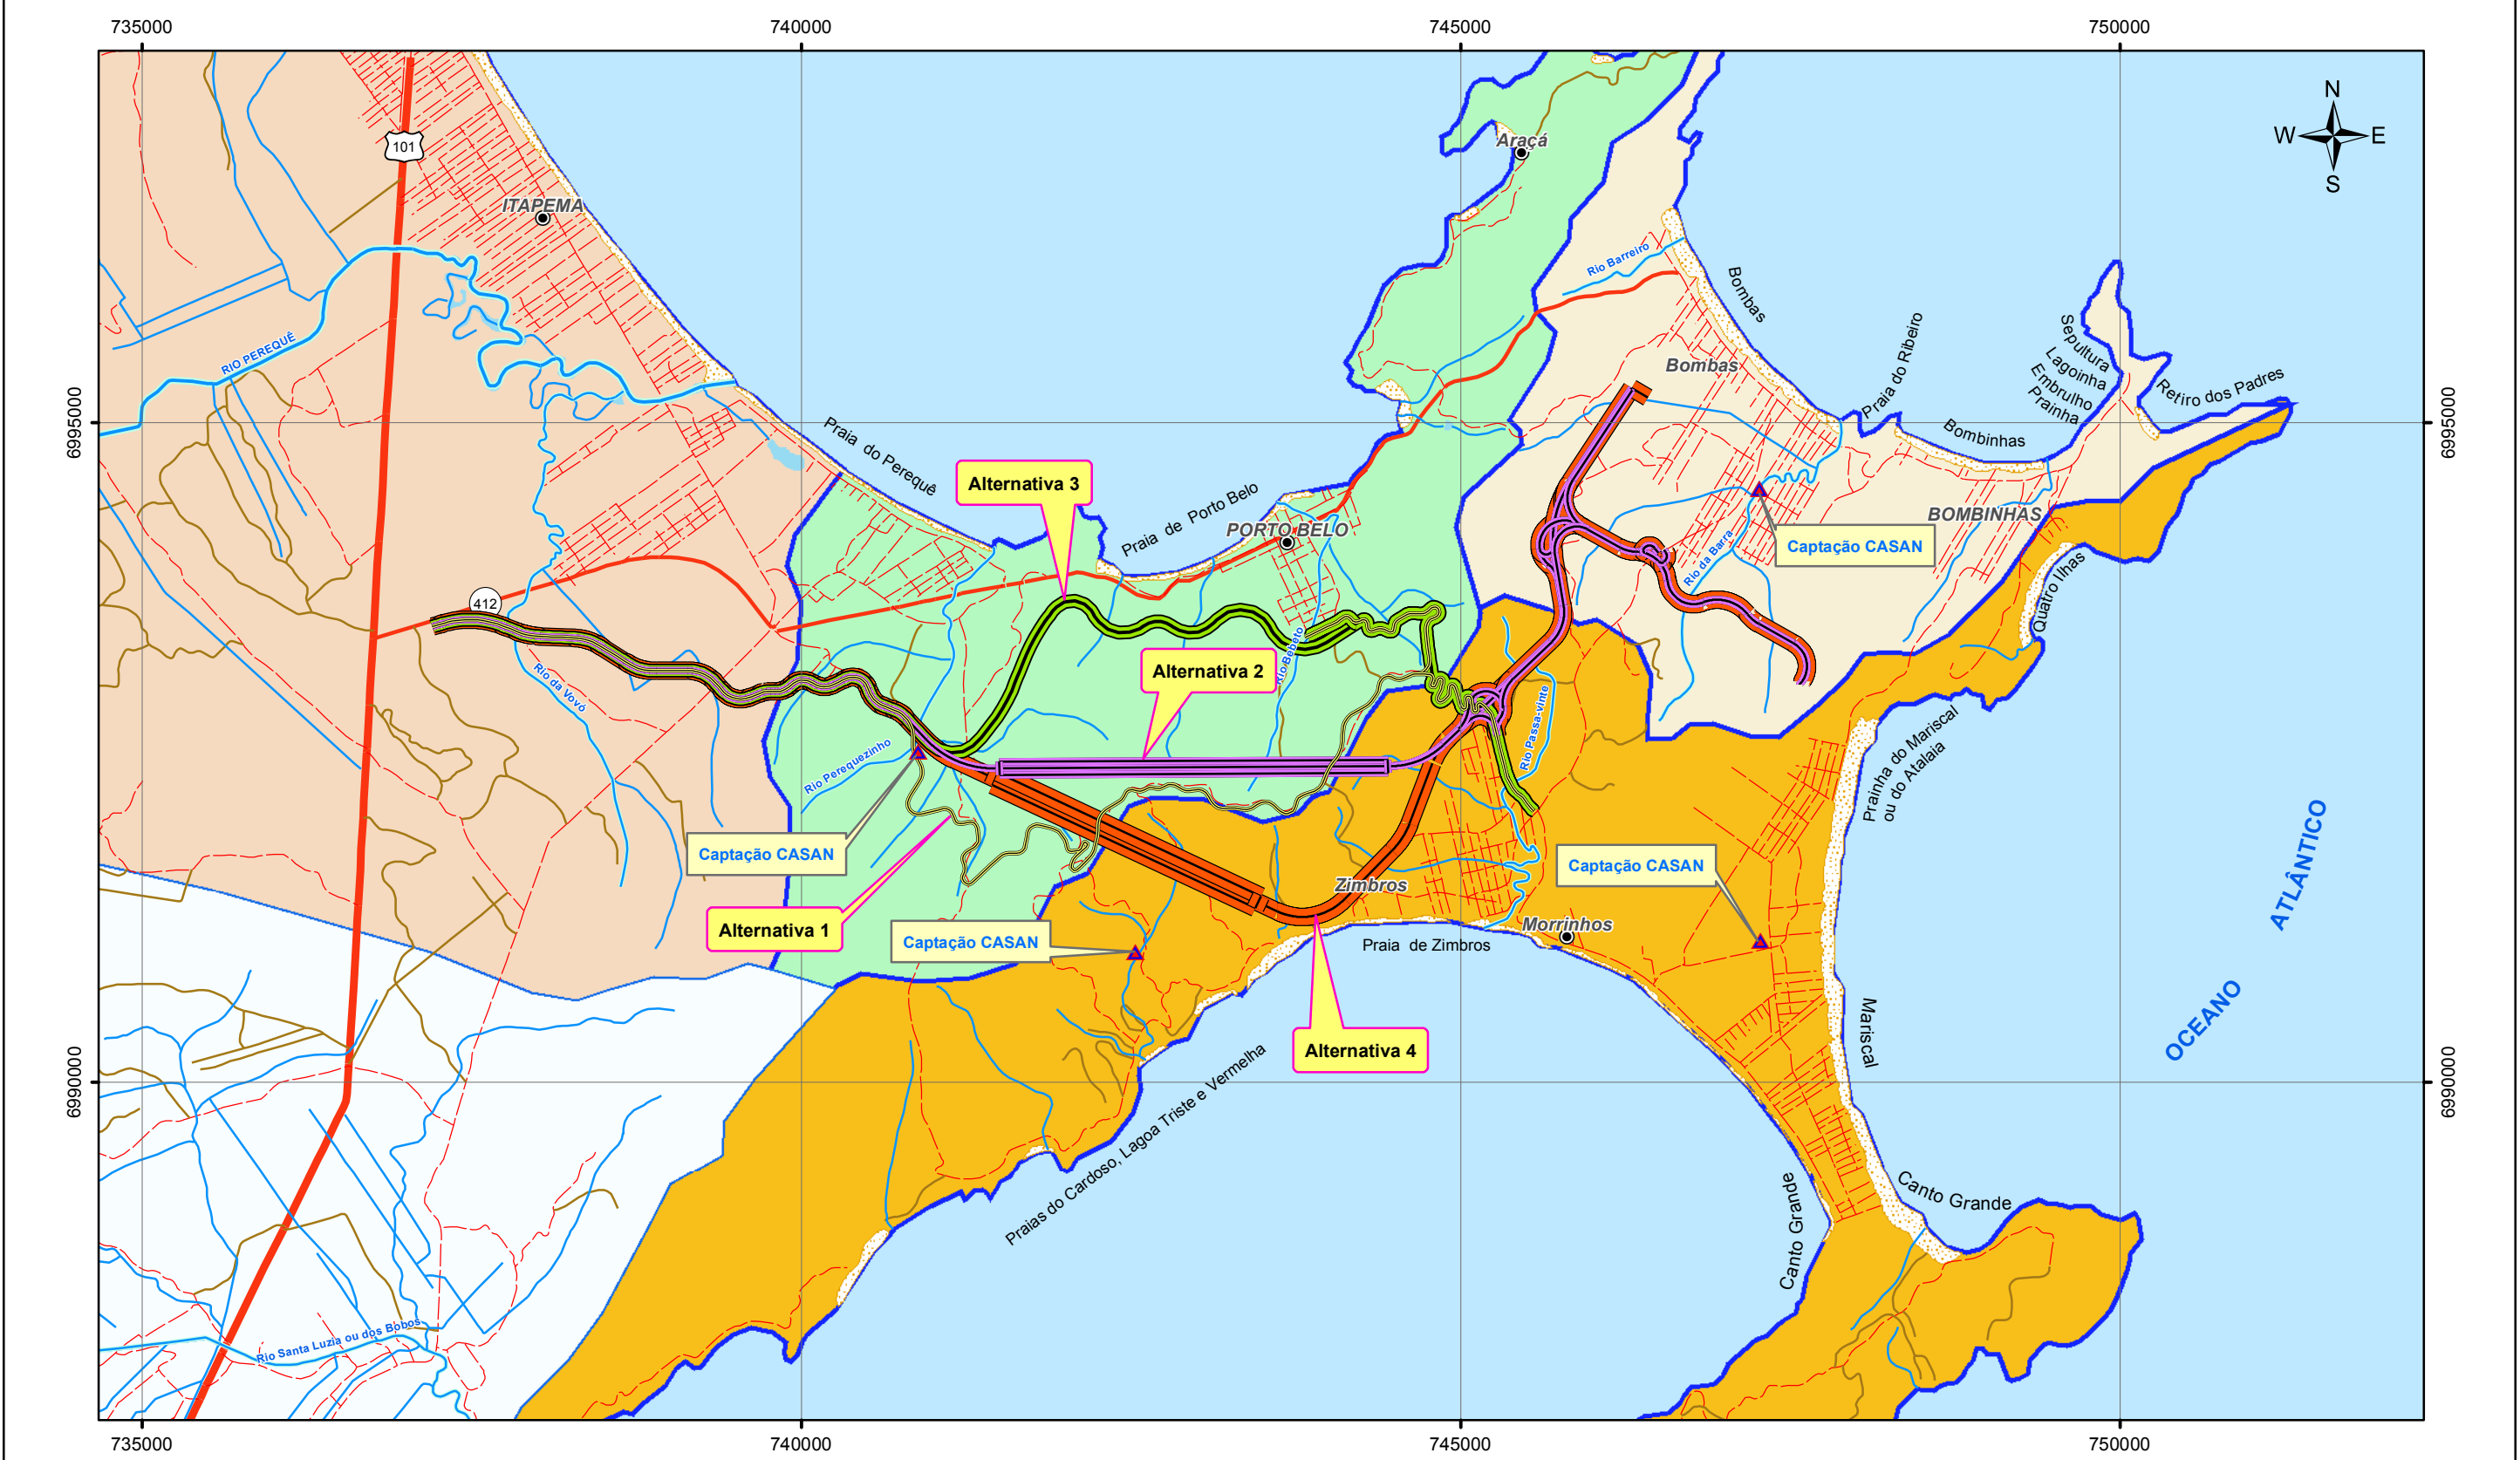 735000
740000
745000
750000
N
W E
S
101
Araçá
ITAPEMA
Rio Barreiro
Bombas
RIO PEREQUÊ
Bombas
Praia do Ribeiro
Sepultura
Lagoinha
Embrulho
Prainha
Retiro dos Padres
6995000
6995000
Praia do Perequê
Bombinhas
Alternativa 3
Praia de Porto Belo
PORTO BELO
BOMBINHAS
Captação CASAN
Rio da Barra
Quatro Ilhas
412
Rio Bebeto
Alternativa 2
Rio da Vovó
Rio Passa-vinte
Rio Perequezinho
Prainha do Mariscal
ou do Atalaia
Captação CASAN
Captação CASAN
ATLÂNTICO
Zimbros
Alternativa 1
Captação CASAN
Morrinhos
Praia de Zimbros
OCEANO
Mariscal
Alternativa 4
6990000
6990000
Praias do Cardoso, Lagoa Triste e Vermelha
Canto Grande
Canto Grande
Rio Santa Luzia ou dos Bobos
735000
740000
745000
750000